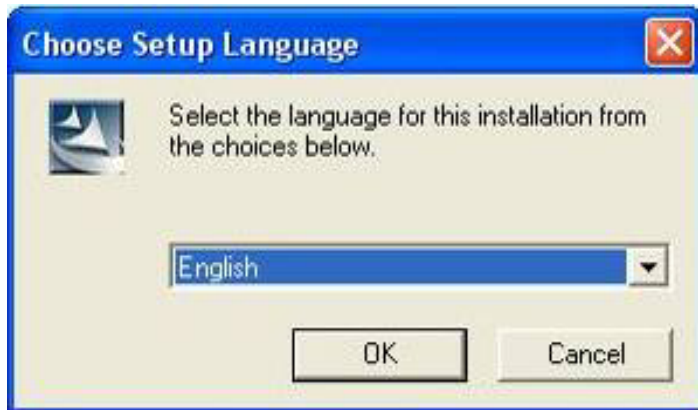 Choose Setup Language
Select the language for this installation from
the choices below.
English
OK
Cancel